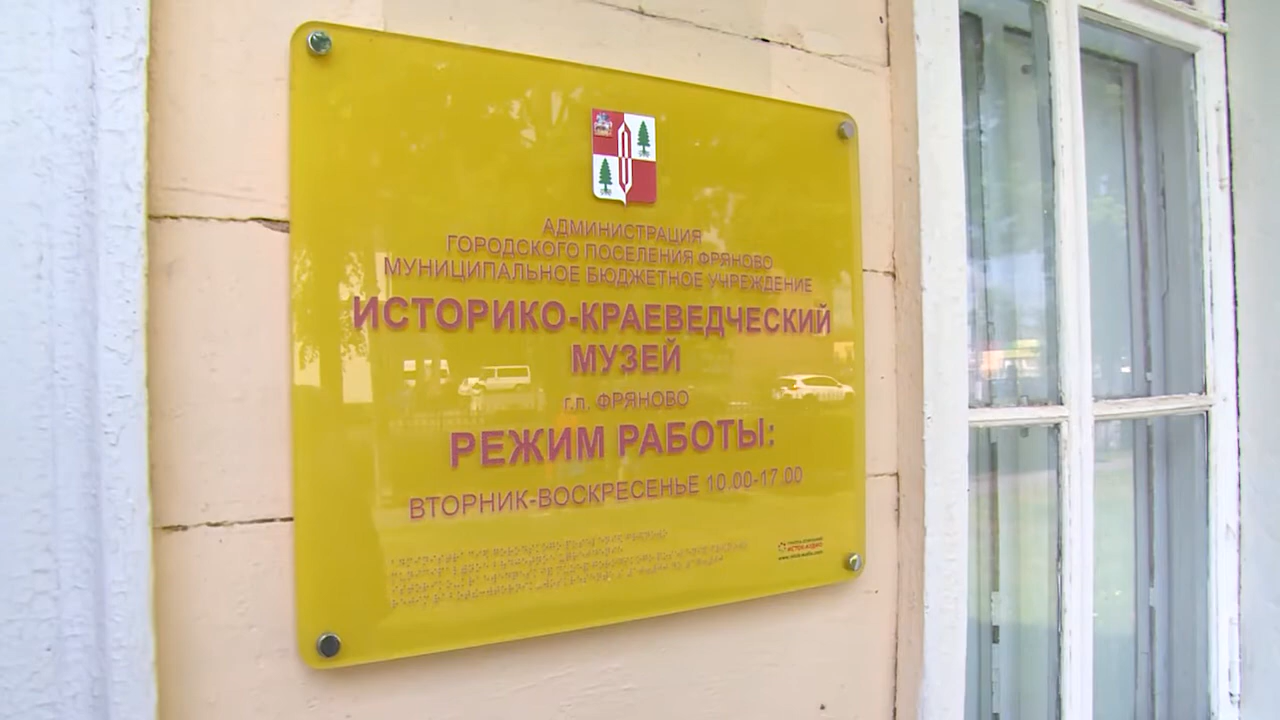 АДМИНИСТРАЦИЯ
ГОРОДСКОГО ПОСЕЛЕНИЯ ФРЯНОВО
МУНИЦИПАЛЬНОЕ БЮДЖЕТНОЕ УЧРЕЖДЕНИЕ
ИСТОРИКО-КРАЕВЕДЧЕСКИЙ
МУЗЕЙ
г.п. ФРЯНОВО
РЕЖИМ РАБОТЫ:
ВТОРНИК-ВОСКРЕСЕНЬЕ 10.00-17.00